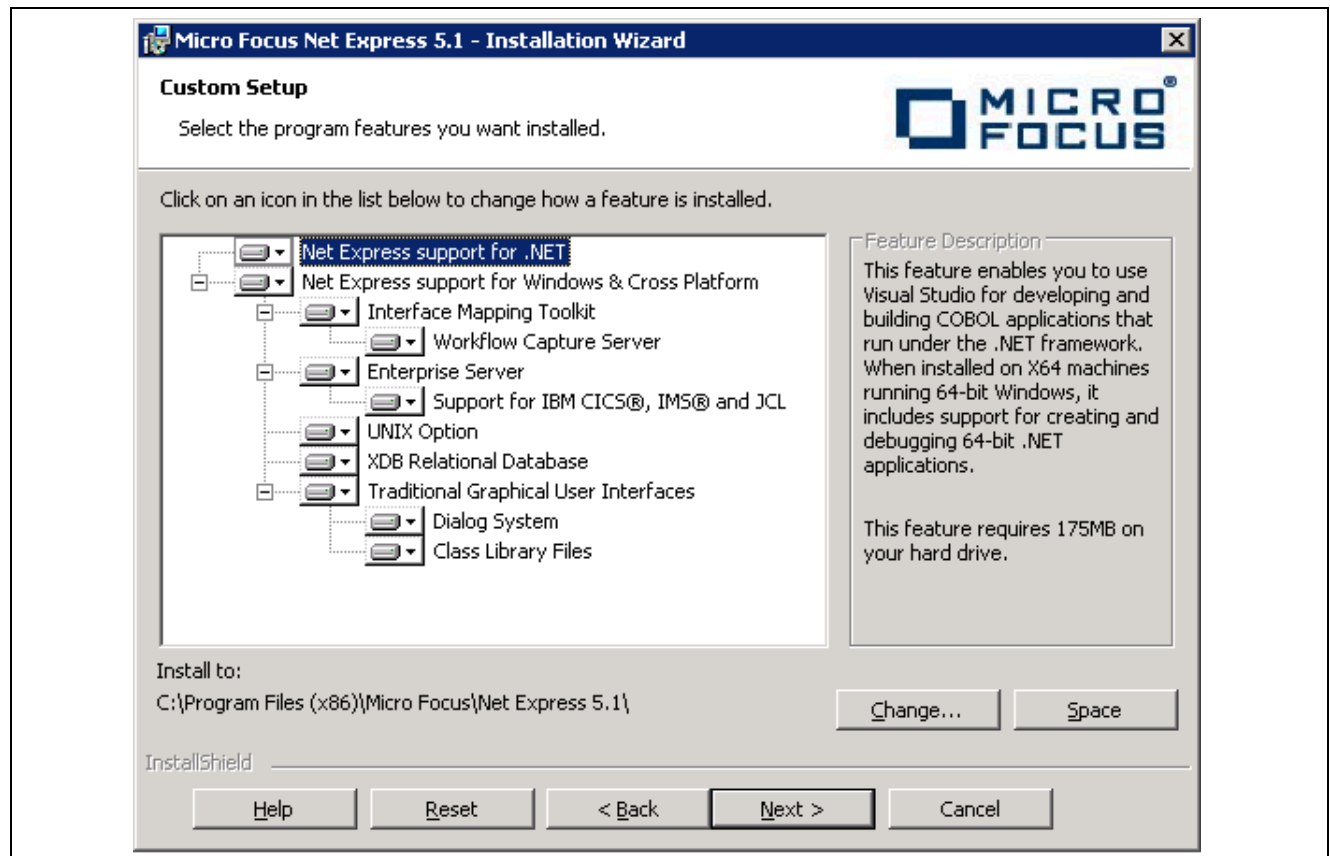 Micro Focus Net Express 5.1 - Installation Wizard
Custom Setup
Select the program features you want installed.
MICRO
FOCUS®
Click on an icon in the list below to change how a feature is installed.
Net Express support for .NET
Net Express support for Windows & Cross Platform
Interface Mapping Toolkit
Workflow Capture Server
Enterprise Server
Support for IBM CICS®, IMS® and JCL
UNIX Option
XDB Relational Database
Traditional Graphical User Interfaces
Dialog System
Class Library Files
Feature Description
This feature enables you to use
Visual Studio for developing and
building COBOL applications that
run under the .NET framework.
When installed on X64 machines
running 64-bit Windows, it
includes support for creating and
debugging 64-bit .NET
applications.
This feature requires 175MB on
your hard drive.
Install to:
C:\Program Files (x86)\Micro Focus\Net Express 5.1\
Change...
Space
InstallShield
Help
Reset
< Back
Next >
Cancel